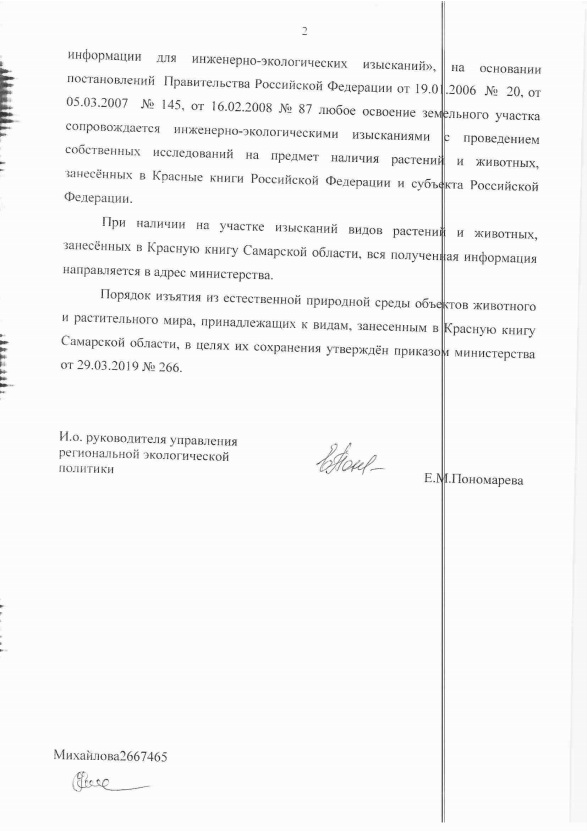 2
информации для инженерно-экологических изысканий», на основании
постановлений Правительства Российской Федерации от 19.01.2006 № 20, от
05.03.2007 № 145, от 16.02.2008 № 87 любое освоение земельного участка
сопровождается инженерно-экологическими изысканиями с проведением
собственных исследований на предмет наличия растений и животных,
занесённых в Красные книги Российской Федерации и субъекта Российской
Федерации.
При наличии на участке изысканий видов растений и животных,
занесённых в Красную книгу Самарской области, вся полученная информация
направляется в адрес министерства.
Порядок изъятия из естественной природной среды объектов животного
и растительного мира, принадлежащих к видам, занесенным в Красную книгу
Самарской области, в целях их сохранения утверждён приказом министерства
от 29.03.2019 № 266.
И.о. руководителя управления
региональной экологической
политики
Е.М.Пономарева
Михайлова2667465